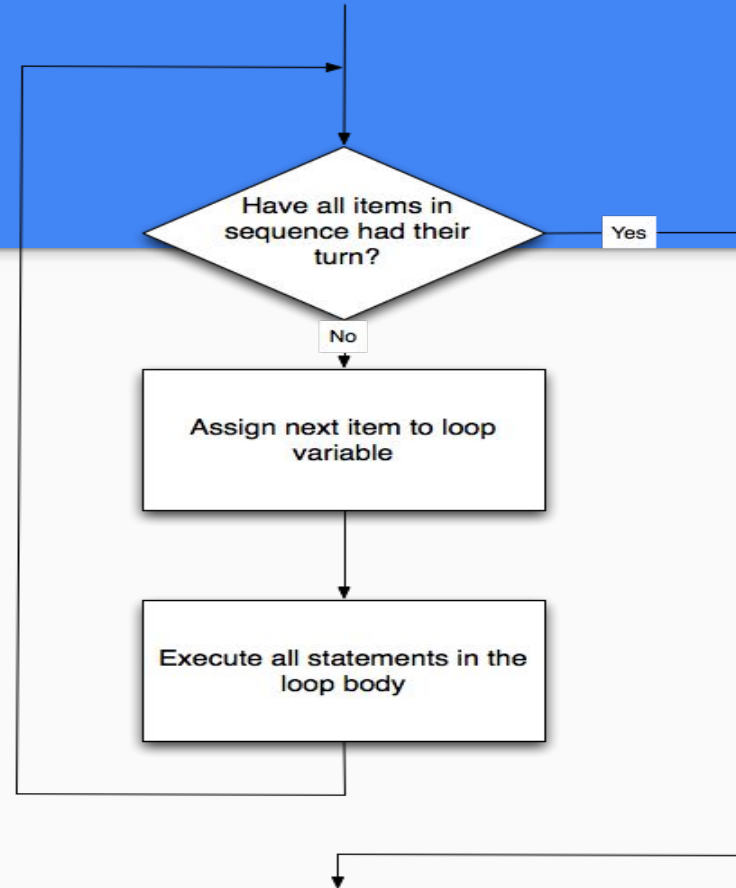 Have all items in
sequence had their
turn?
Yes
No
Assign next item to loop
variable
Execute all statements in the
loop body